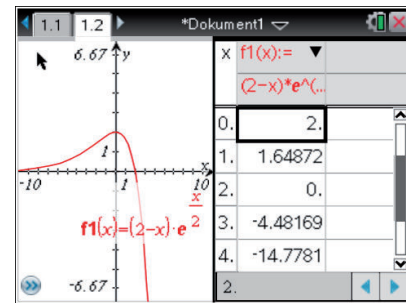 1.1 1.2 *Dokument1
6.67 y
1
x
-10 1 10
f1(x)=(2-x)·e^(x/2)
-6.67
x f1(x):= ▼
(2-x)*e^(...
0. 2.
1. 1.64872
2. 0.
3. -4.48169
4. -14.7781
2.